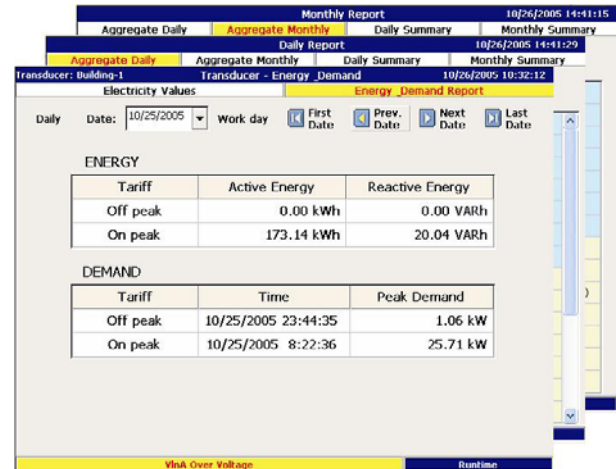 Monthly Report 10/26/2005 14:41:15
Aggregate Daily Aggregate Monthly Daily Summary Monthly Summary
Daily Report 10/26/2005 14:41:29
Aggregate Daily Aggregate Monthly Daily Summary Monthly Summary
Transducer: Building-1 Transducer - Energy _Demand 10/26/2005 10:32:12
Electricity Values Energy _Demand Report
Daily Date: 10/25/2005 Work day First Date Prev. Date Next Date Last Date
ENERGY
Tariff Active Energy Reactive Energy
Off peak 0.00 kWh 0.00 VARh
On peak 173.14 kWh 20.04 VARh
DEMAND
Tariff Time Peak Demand
Off peak 10/25/2005 23:44:35 1.06 kW
On peak 10/25/2005 8:22:36 25.71 kW
)
VlnA Over Voltage Runtime